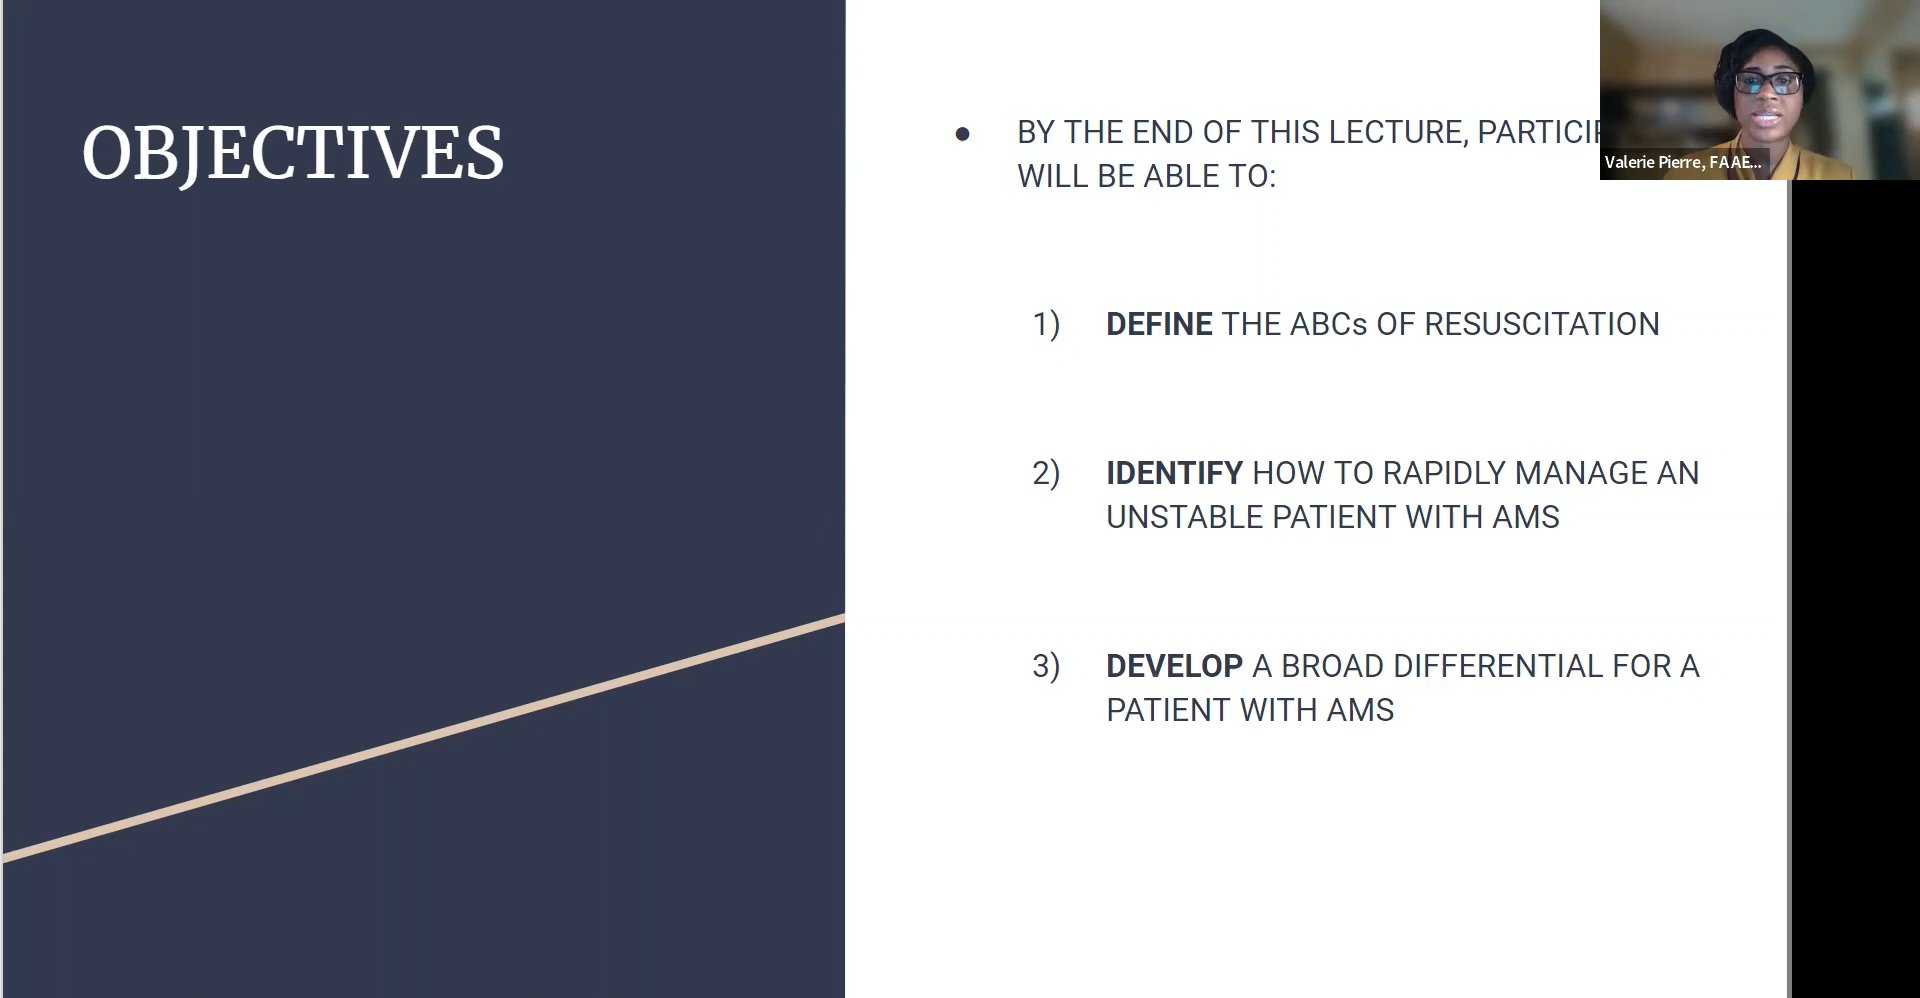 OBJECTIVES
● BY THE END OF THIS LECTURE,
WILL BE ABLE TO:
1) DEFINE THE ABCs OF RESUSCITATION
2) IDENTIFY HOW TO RAPIDLY MANAGE AN
UNSTABLE PATIENT WITH AMS
3) DEVELOP A BROAD DIFFERENTIAL FOR A
PATIENT WITH AMS
Valerie Pierre, FAAE...